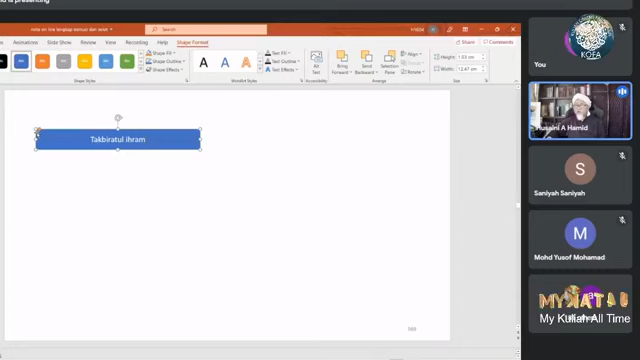 d is presenting
Search
Animations Slide Show Review View Help Shape Format
Share Comments
Shape Fill
Shape Outline
Shape Effects
Shape Styles
A A A
Text Fill
Text Outline
Text Effects
WordArt Styles
Alt Text
Accessibility
Bring Forward
Send Backward
Selection Pane
Align
Group
Rotate
Arrange
Height:
Width:
Size
Takbiratul ihram
You
KOFA
Husaini A Hamid
S
Saniyah Saniyah
M
Mohd Yusof Mohamad
a
My Kuliah All Time